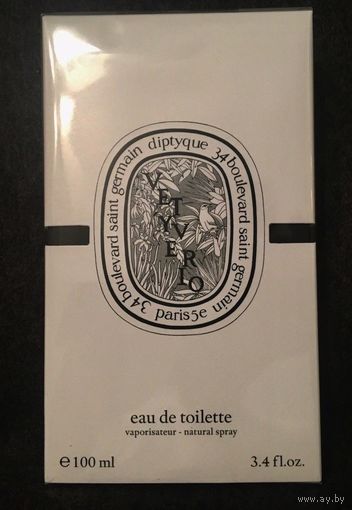 34 boulevard saint germain diptyque 34 boulevard saint germain paris 5e
VETYVERIO
eau de toilette
vaporisateur - natural spray
e 100 ml 3.4 fl.oz.
www.ay.by